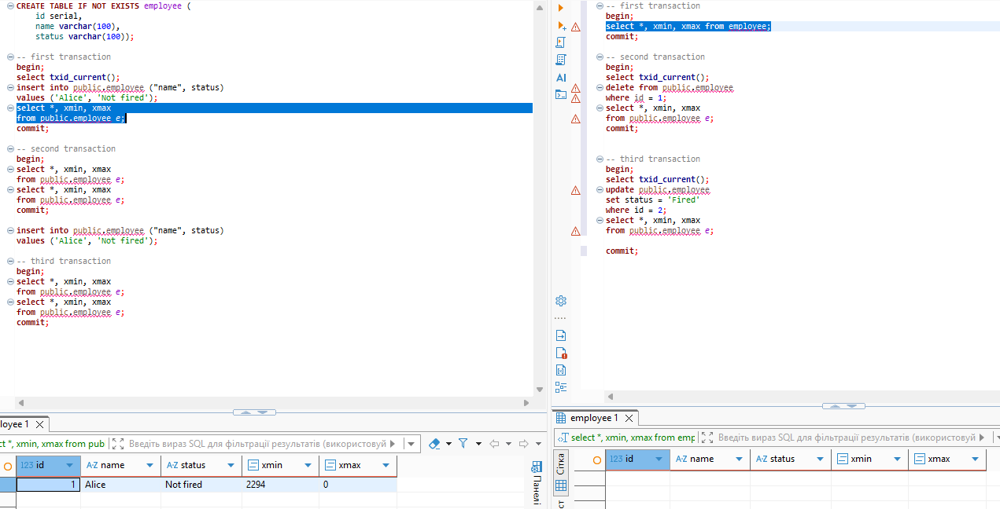 CREATE TABLE IF NOT EXISTS employee (
id serial,
name varchar(100),
status varchar(100));
-- first transaction
begin;
select txid_current();
insert into public.employee ("name", status)
values ('Alice', 'Not fired');
select *, xmin, xmax
from public.employee e;
commit;
-- second transaction
begin;
select *, xmin, xmax
from public.employee e;
select *, xmin, xmax
from public.employee e;
commit;
insert into public.employee ("name", status)
values ('Alice', 'Not fired');
-- third transaction
begin;
select *, xmin, xmax
from public.employee e;
select *, xmin, xmax
from public.employee e;
commit;
loyee 1
ct *, xmin, xmax from pub
Введіть вираз SQL для фільтрації результатів (використовуй
123 id A-Z name A-Z status xmin xmax
1 Alice Not fired 2294 0
Панелі
AI
-- first transaction
begin;
select *, xmin, xmax from employee;
commit;
-- second transaction
begin;
select txid_current();
delete from public.employee
where id = 1;
select *, xmin, xmax
from public.employee e;
commit;
-- third transaction
begin;
select txid_current();
update public.employee
set status = 'Fired'
where id = 2;
select *, xmin, xmax
from public.employee e;
commit;
employee 1
select *, xmin, xmax from emp
Введіть вираз SQL для фільтрації результатів (використовуй
Сітка
123 id A-Z name A-Z status xmin xmax
ст